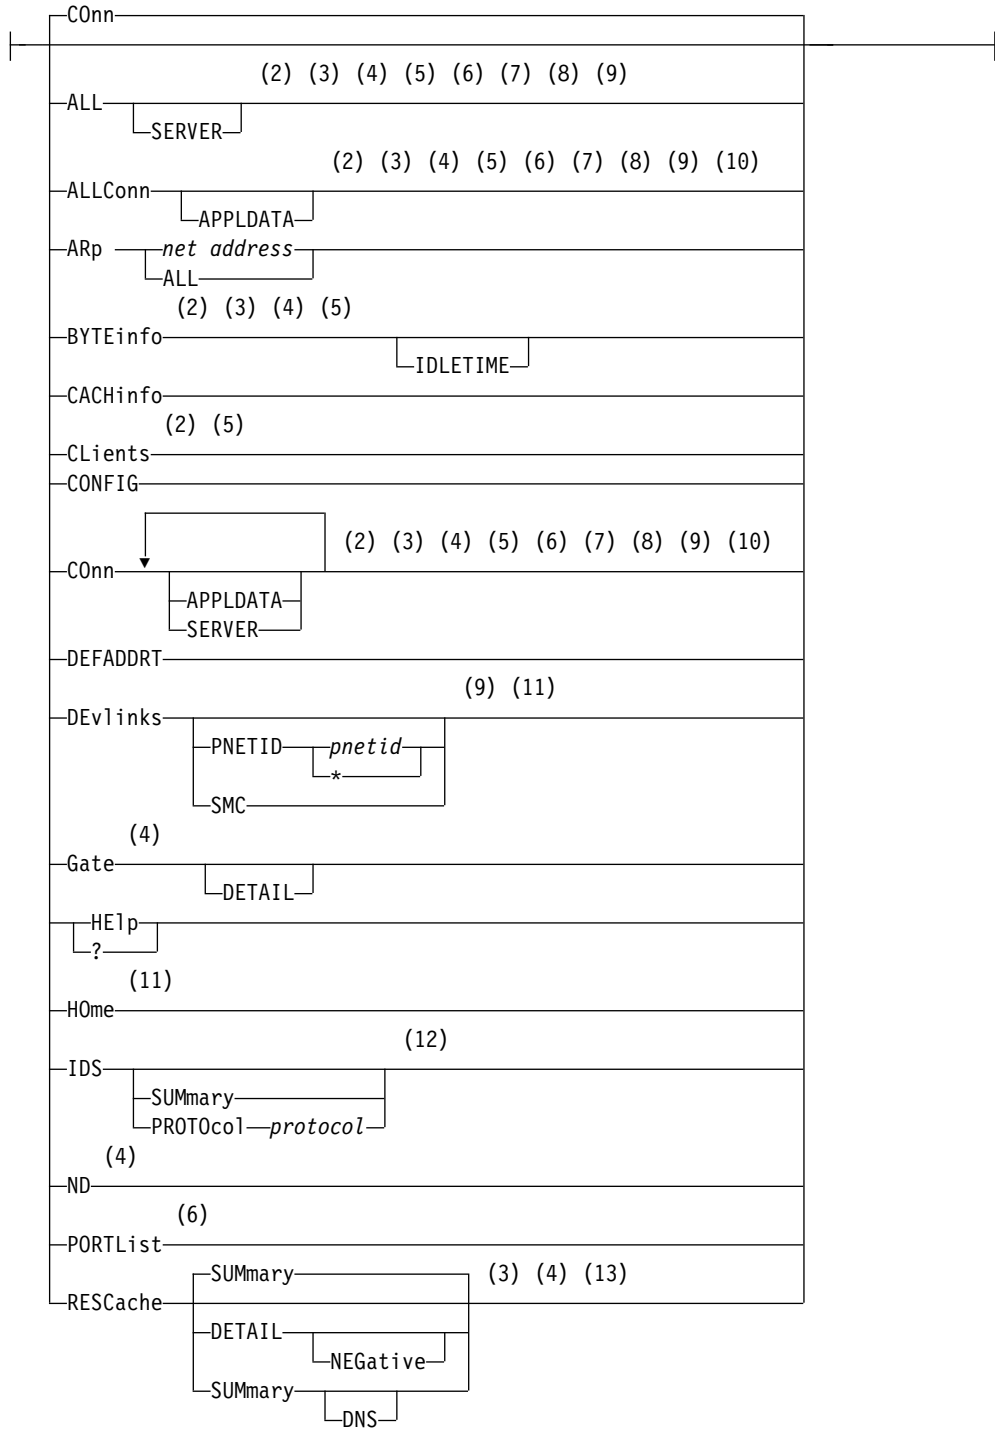 COnn
(2) (3) (4) (5) (6) (7) (8) (9)
ALL
SERVER
(2) (3) (4) (5) (6) (7) (8) (9) (10)
ALLConn
APPLDATA
ARp net address
ALL
(2) (3) (4) (5)
BYTEinfo
IDLETIME
CACHinfo
(2) (5)
CLients
CONFIG
(2) (3) (4) (5) (6) (7) (8) (9) (10)
COnn
APPLDATA
SERVER
DEFADDRT
(9) (11)
DEvlinks
PNETID pnetid
*
SMC
(4)
Gate
DETAIL
HElp
?
(11)
HOme
(12)
IDS
SUMmary
PROTOcol protocol
(4)
ND
(6)
PORTList
SUMmary (3) (4) (13)
RESCache
DETAIL
NEGative
SUMmary
DNS